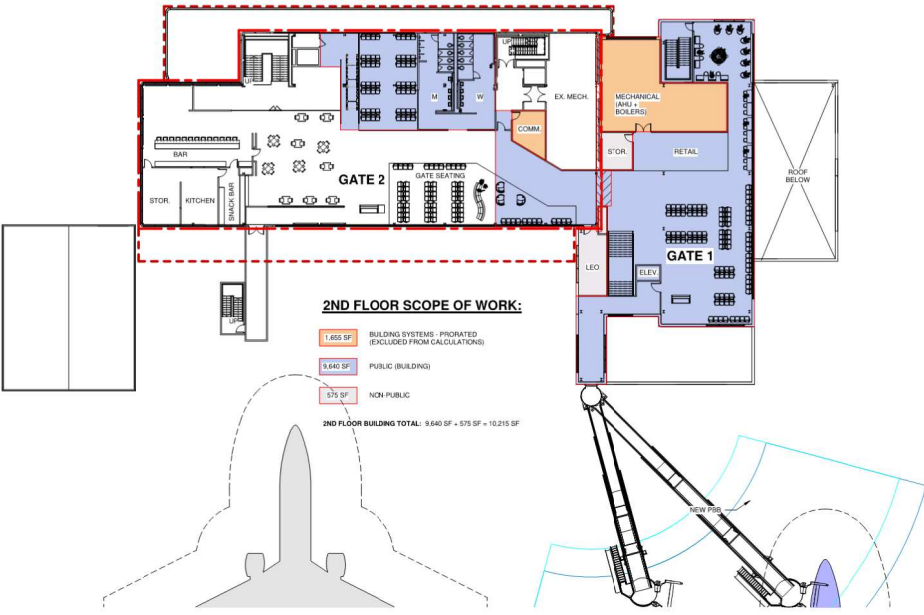 UP
UP
M
W
EX. MECH.
MECHANICAL
(AHU +
BOILERS)
COMM.
BAR
STOR.
RETAIL
ROOF
BELOW
GATE 2
GATE SEATING
STOR.
KITCHEN
SNACK BAR
GATE 1
LEO
ELEV.
UP
2ND FLOOR SCOPE OF WORK:
1,655 SF
BUILDING SYSTEMS - PRORATED
(EXCLUDED FROM CALCULATIONS)
9,640 SF
PUBLIC (BUILDING)
575 SF
NON-PUBLIC
2ND FLOOR BUILDING TOTAL: 9,640 SF + 575 SF = 10,215 SF
NEW PBB